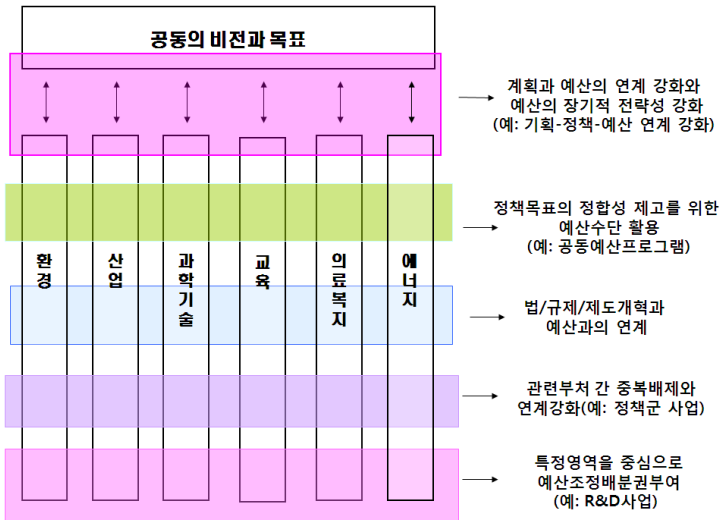 공동의 비전과 목표
계획과 예산의 연계 강화와
예산의 장기적 전략성 강화
(예: 기획-정책-예산 연계 강화)
정책목표의 정합성 제고를 위한
예산수단 활용
(예: 공동예산프로그램)
환경
산업
과학기술
교육
의료복지
에너지
법/규제/제도개혁과
예산과의 연계
관련부처 간 중복배제와
연계강화(예: 정책군 사업)
특정영역을 중심으로
예산조정배분권부여
(예: R&D사업)